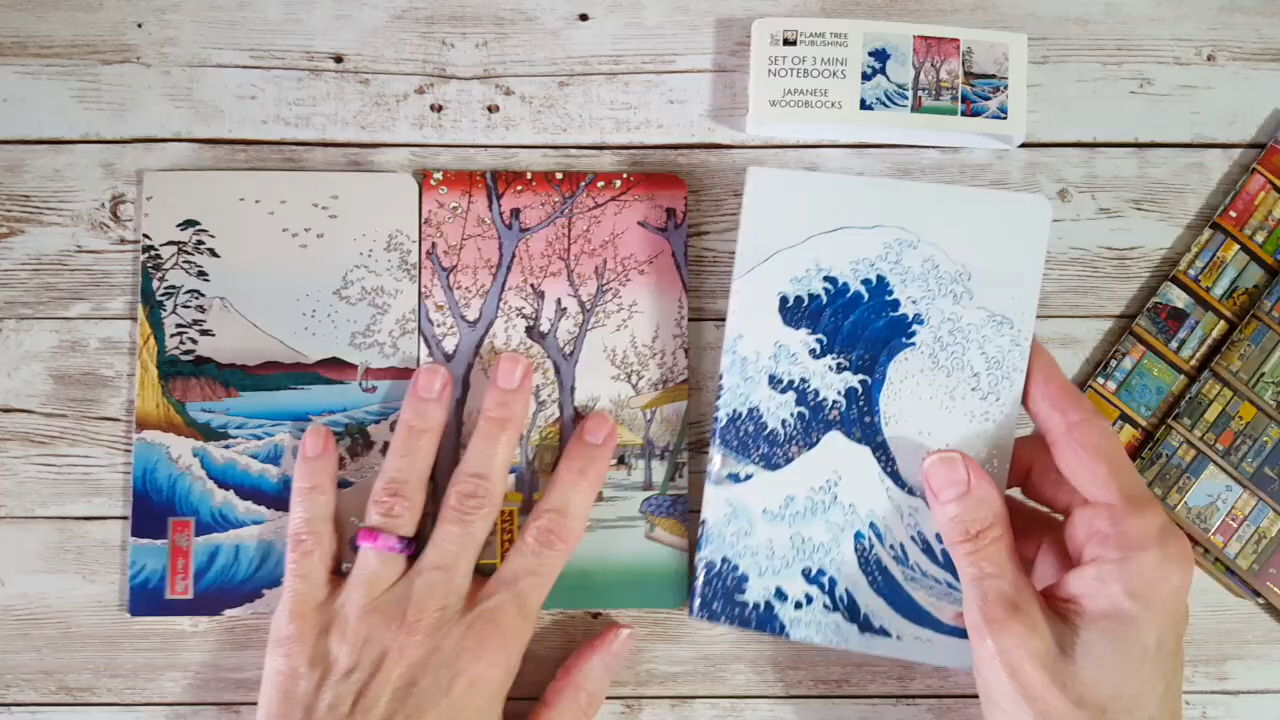 FLAME TREE
PUBLISHING
SET OF 3 MINI
NOTEBOOKS
JAPANESE
WOODBLOCKS